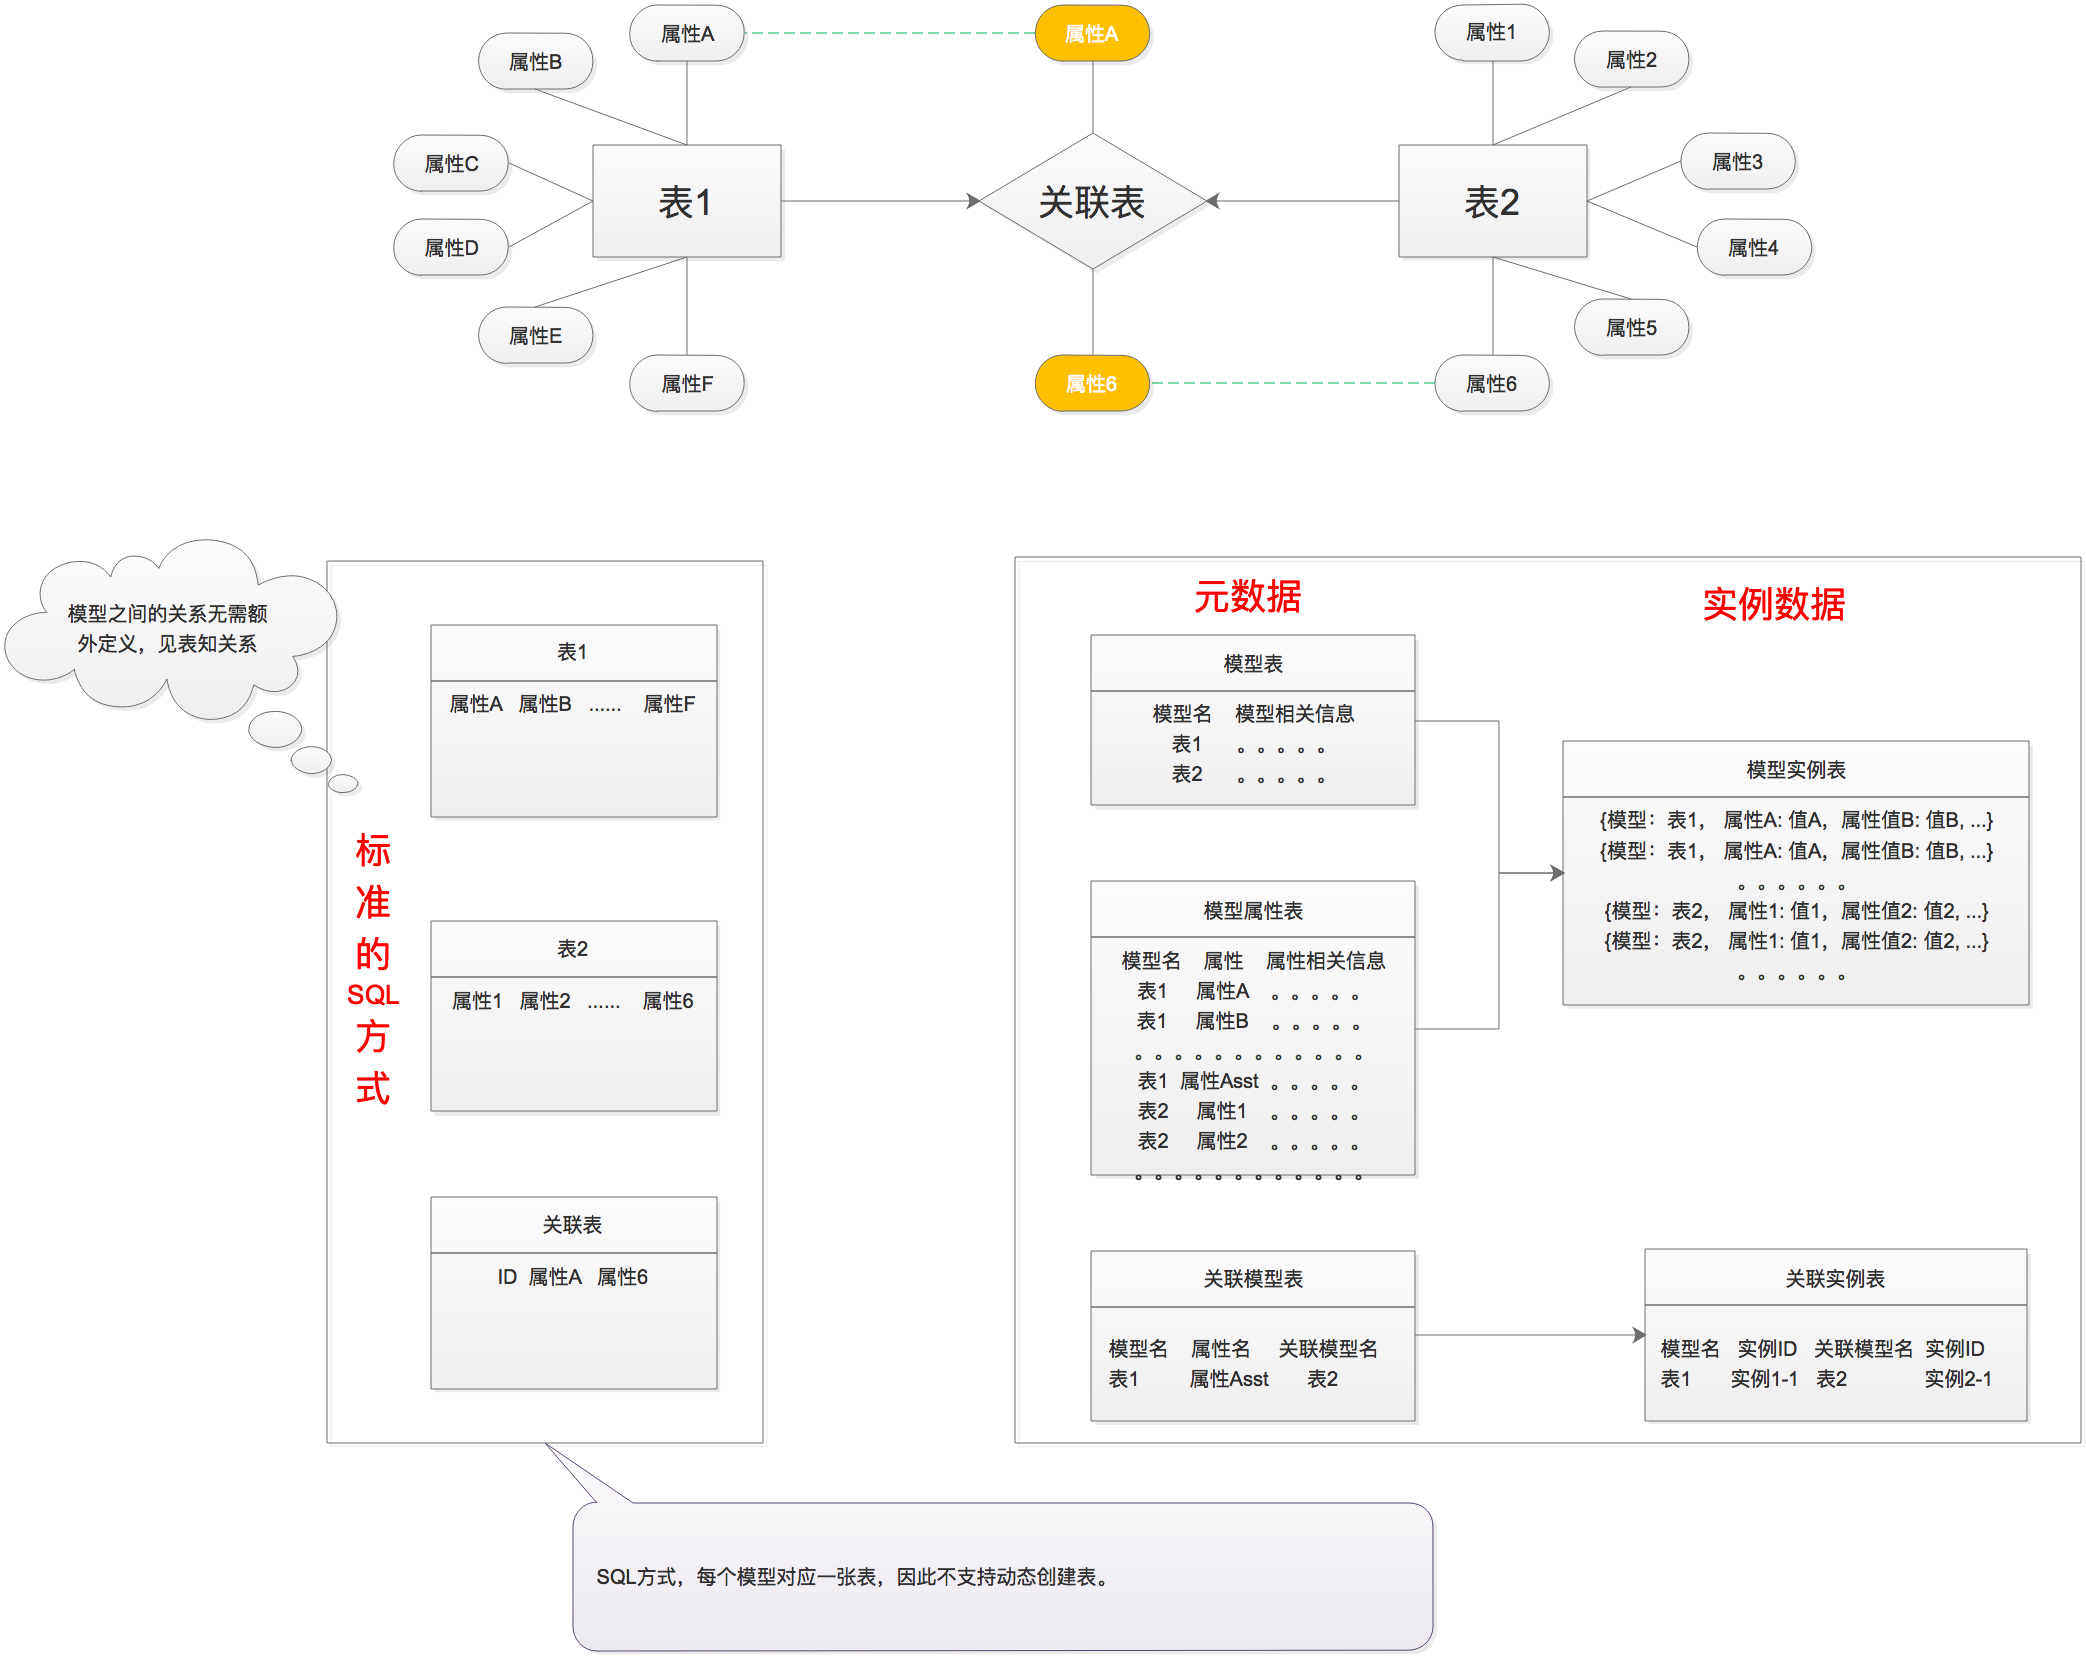 属性A
属性A
属性1
属性B
属性2
属性C
属性3
表1
关联表
表2
属性D
属性4
属性E
属性5
属性F
属性6
属性6
模型之间的关系无需额
外定义，见表知关系
标
准
的
SQL
方
式
表1
属性A 属性B ...... 属性F
表2
属性1 属性2 ...... 属性6
关联表
ID 属性A 属性6
SQL方式，每个模型对应一张表，因此不支持动态创建表。
元数据
实例数据
模型表
模型名 模型相关信息
表1 。。。。。
表2 。。。。。
模型属性表
模型名 属性 属性相关信息
表1 属性A 。。。。。
表1 属性B 。。。。。
。。。。。。。。。。。。
表1 属性Asst 。。。。。
表2 属性1 。。。。。
表2 属性2 。。。。。
。。。。。。。。。。。。
模型实例表
{模型：表1， 属性A: 值A，属性值B: 值B, ...}
{模型：表1， 属性A: 值A，属性值B: 值B, ...}
。。。。。。
{模型：表2， 属性1: 值1，属性值2: 值2, ...}
{模型：表2， 属性1: 值1，属性值2: 值2, ...}
。。。。。。
关联模型表
模型名 属性名 关联模型名
表1 属性Asst 表2
关联实例表
模型名 实例ID 关联模型名 实例ID
表1 实例1-1 表2 实例2-1